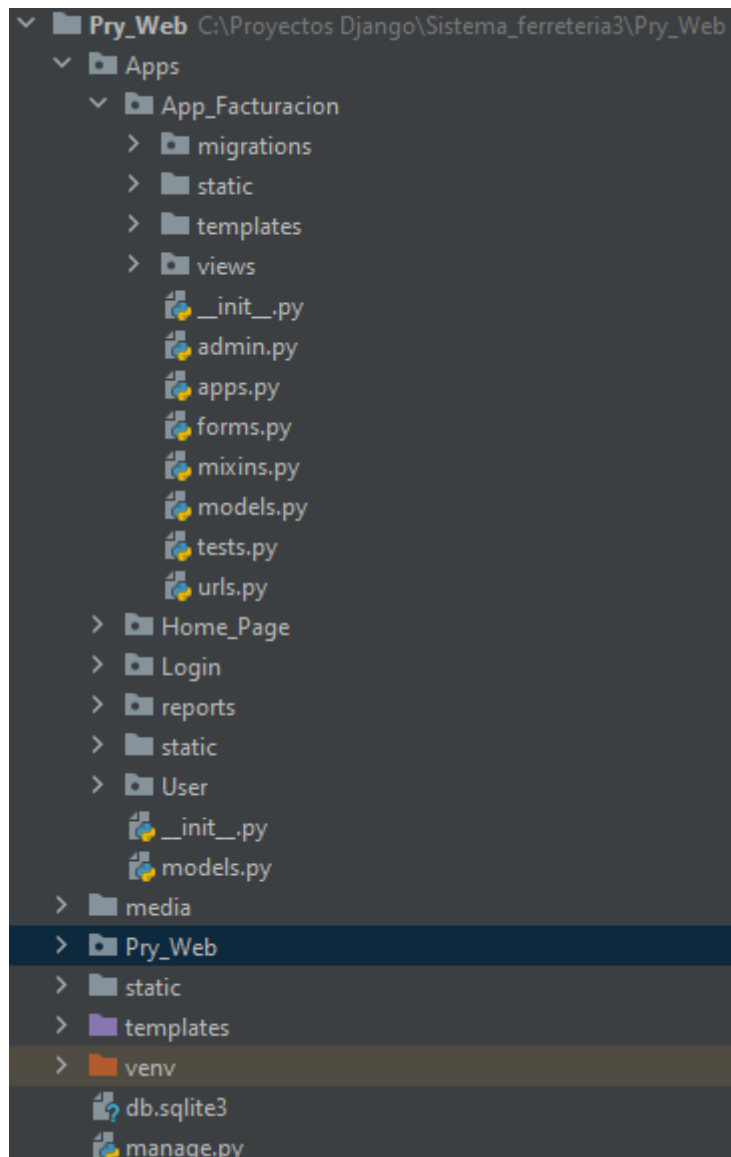 Pry_Web C:\Proyectos Django\Sistema_ferreteria3\Pry_Web
Apps
App_Facturacion
migrations
static
templates
views
__init__.py
admin.py
apps.py
forms.py
mixins.py
models.py
tests.py
urls.py
Home_Page
Login
reports
static
User
__init__.py
models.py
media
Pry_Web
static
templates
venv
db.sqlite3
manage.py